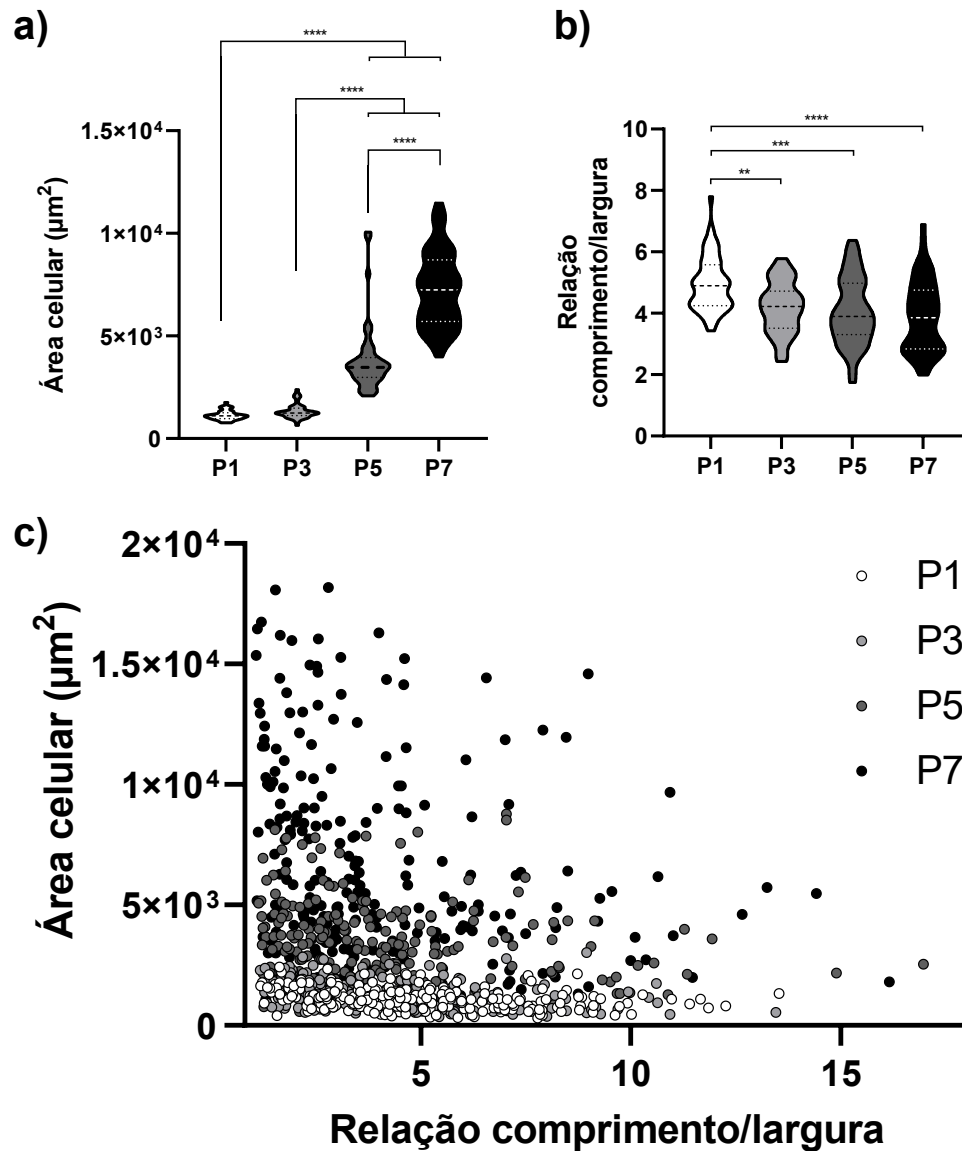 a)
****
****
****
1.5×10⁴
1×10⁴
5×10³
0
Área celular (µm²)
P1 P3 P5 P7
b)
****
***
**
10
8
6
4
2
0
Relação
comprimento/largura
P1 P3 P5 P7
c)
2×10⁴
1.5×10⁴
1×10⁴
5×10³
0
Área celular (µm²)
P1
P3
P5
P7
5 10 15
Relação comprimento/largura